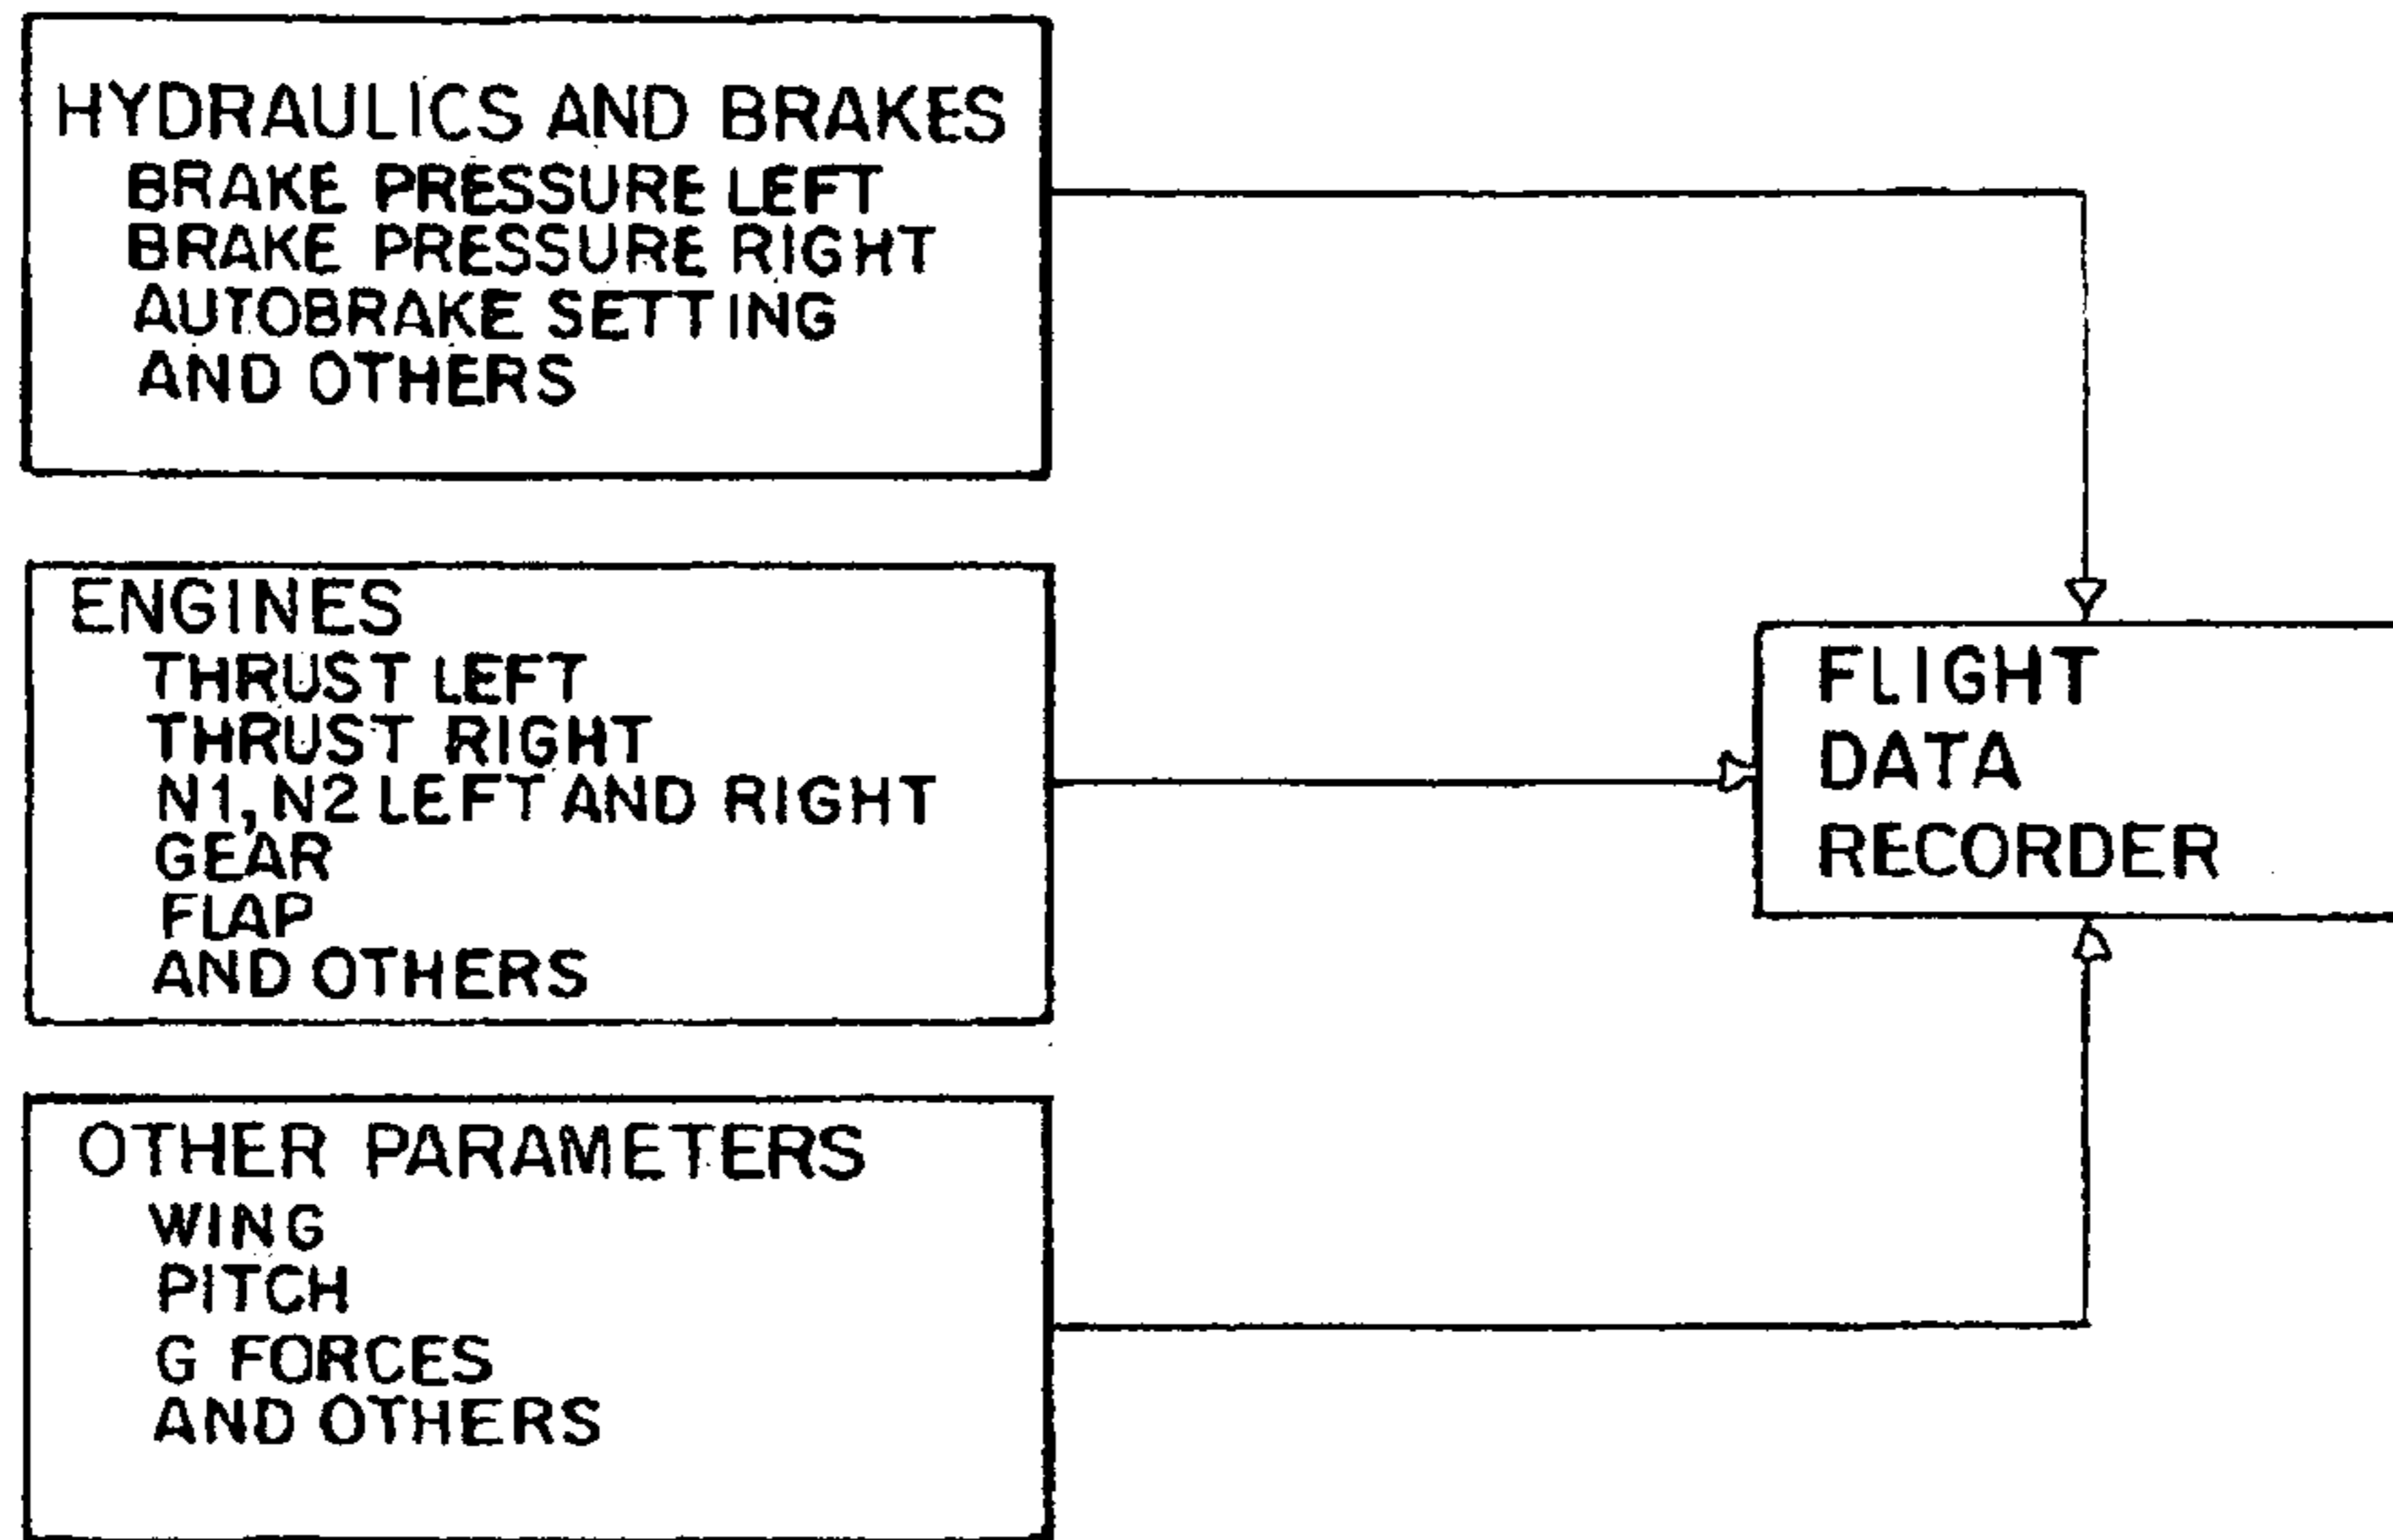 HYDRAULICS AND BRAKES
BRAKE PRESSURE LEFT
BRAKE PRESSURE RIGHT
AUTOBRAKE SETTING
AND OTHERS
ENGINES
THRUST LEFT
THRUST RIGHT
N1, N2 LEFT AND RIGHT
GEAR
FLAP
AND OTHERS
OTHER PARAMETERS
WING
PITCH
G FORCES
AND OTHERS
FLIGHT
DATA
RECORDER